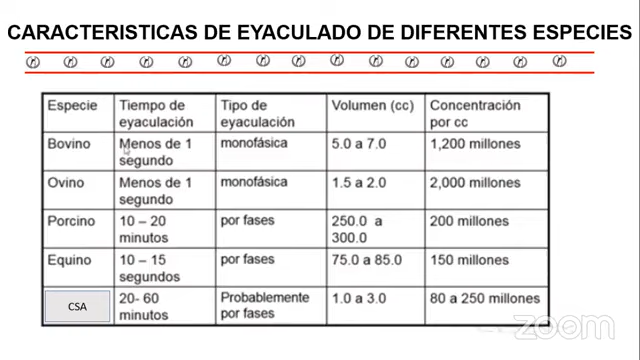 CARACTERISTICAS DE EYACULADO DE DIFERENTES ESPECIES
Especie Tiempo de eyaculación Tipo de eyaculación Volumen (cc) Concentración por cc
Bovino Menos de 1 segundo monofásica 5.0 a 7.0 1,200 millones
Ovino Menos de 1 segundo monofásica 1.5 a 2.0 2,000 millones
Porcino 10 – 20 minutos por fases 250.0 a 300.0 200 millones
Equino 10 – 15 segundos por fases 75.0 a 85.0 150 millones
CSA 20- 60 minutos Probablemente por fases 1.0 a 3.0 80 a 250 millones
zoom